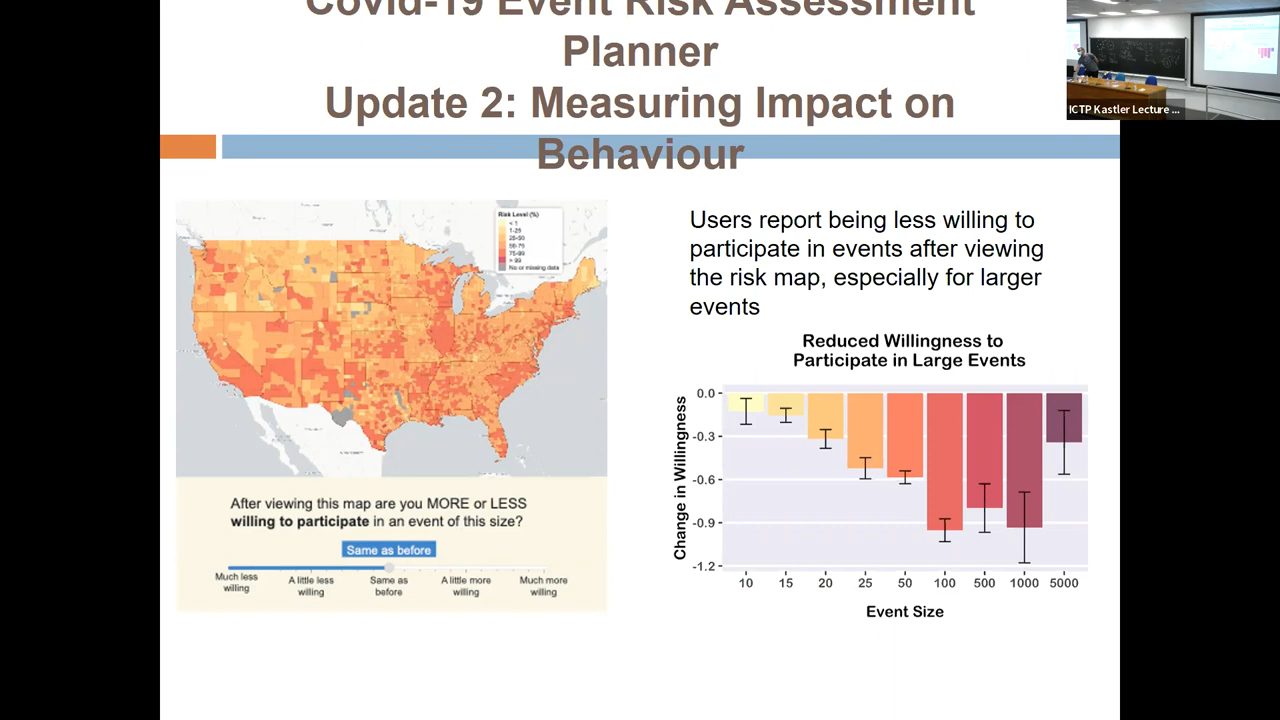 Covid-19 Event Risk Assessment
Planner
Update 2: Measuring Impact on
Behaviour
ICTP Kastler Lecture ...
Risk Level (%)
< 1
1-25
25-50
50-75
75-99
> 99
No or missing data
Users report being less willing to
participate in events after viewing
the risk map, especially for larger
events
After viewing this map are you MORE or LESS
willing to participate in an event of this size?
Same as before
Much less
willing
A little less
willing
Same as
before
A little more
willing
Much more
willing
Reduced Willingness to
Participate in Large Events
Change in Willingness
0.0
-0.3
-0.6
-0.9
-1.2
10 15 20 25 50 100 500 1000 5000
Event Size